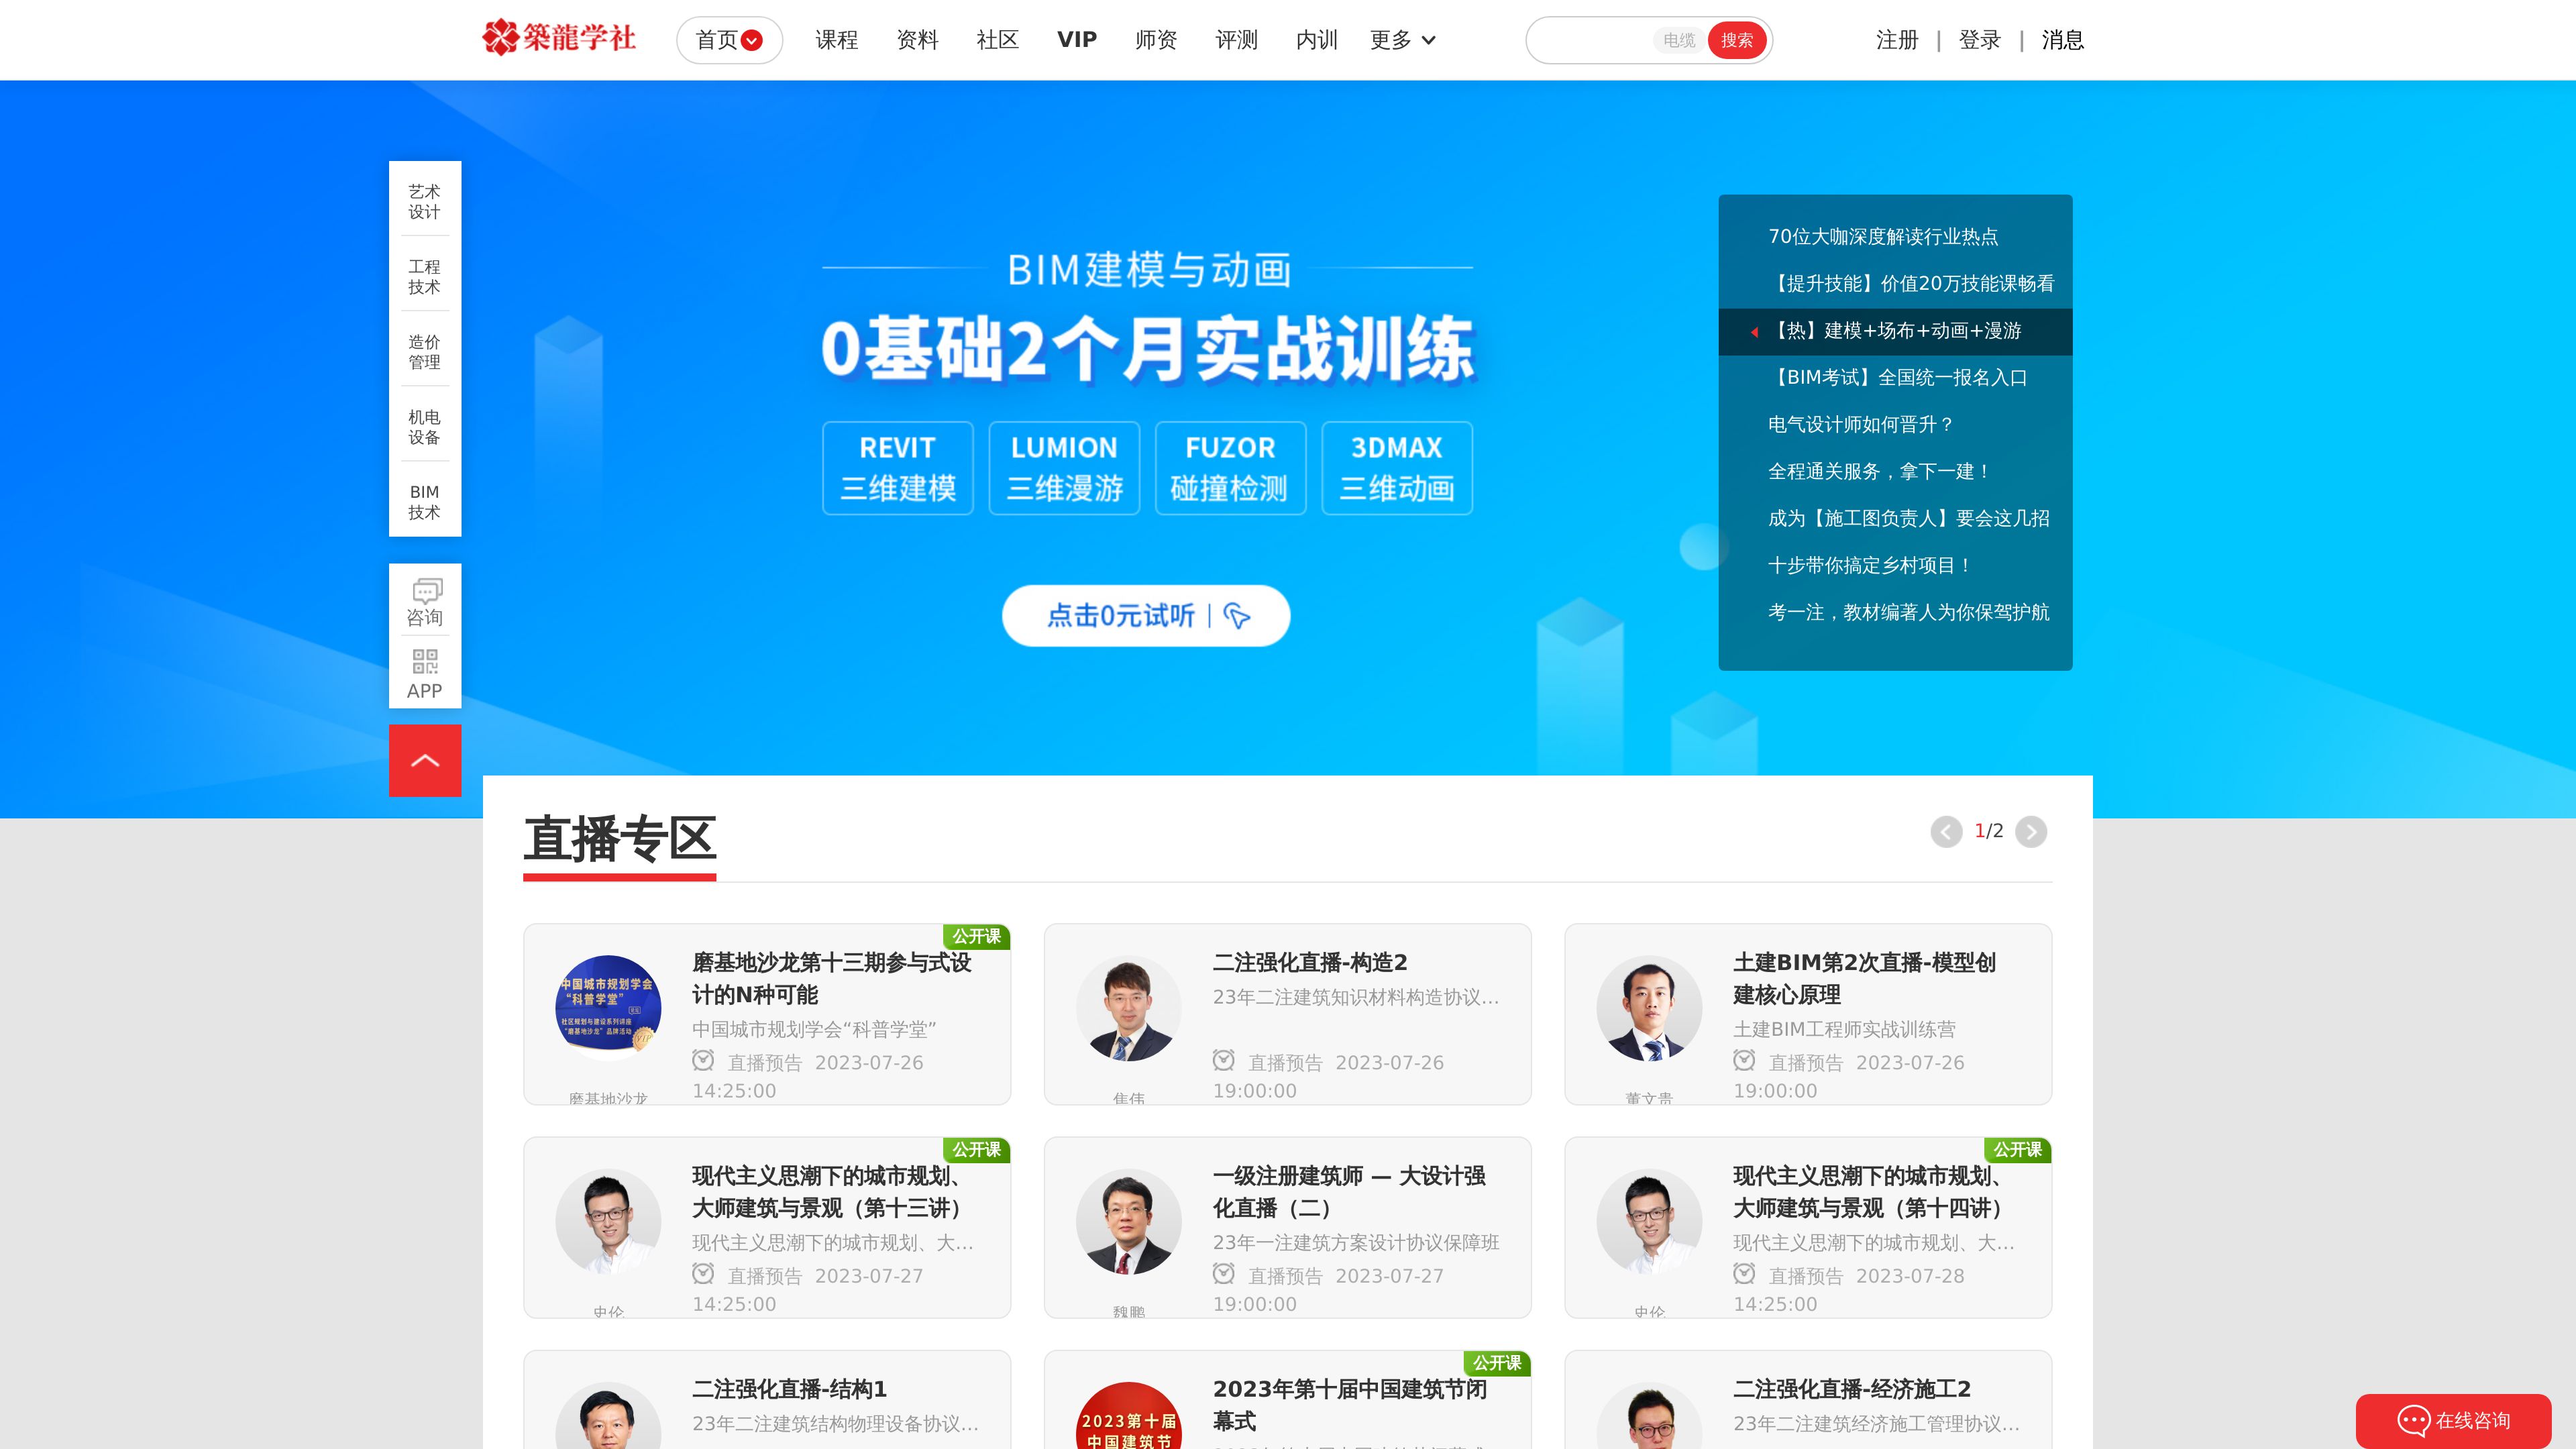 築龍学社
首页
课程
资料
社区
VIP
师资
评测
内训
更多
电缆
搜索
注册 | 登录 | 消息
艺术
设计
工程
技术
造价
管理
机电
设备
BIM
技术
咨询
APP
BIM建模与动画
0基础2个月实战训练
REVIT
三维建模
LUMION
三维漫游
FUZOR
碰撞检测
3DMAX
三维动画
点击0元试听
70位大咖深度解读行业热点
【提升技能】价值20万技能课畅看
【热】建模+场布+动画+漫游
【BIM考试】全国统一报名入口
电气设计师如何晋升？
全程通关服务，拿下一建！
成为【施工图负责人】要会这几招
十步带你搞定乡村项目！
考一注，教材编著人为你保驾护航
直播专区
1/2
公开课
中国城市规划学会
“科普学堂”
社区规划与建设系列讲座
“磨基地沙龙”品牌活动
VIP
磨基地沙龙
磨基地沙龙第十三期参与式设
计的N种可能
中国城市规划学会“科普学堂”
直播预告 2023-07-26
14:25:00
焦伟
二注强化直播-构造2
23年二注建筑知识材料构造协议...
直播预告 2023-07-26
19:00:00
董文贵
土建BIM第2次直播-模型创
建核心原理
土建BIM工程师实战训练营
直播预告 2023-07-26
19:00:00
公开课
史伦
现代主义思潮下的城市规划、
大师建筑与景观（第十三讲）
现代主义思潮下的城市规划、大...
直播预告 2023-07-27
14:25:00
魏鹏
一级注册建筑师 — 大设计强
化直播（二）
23年一注建筑方案设计协议保障班
直播预告 2023-07-27
19:00:00
公开课
史伦
现代主义思潮下的城市规划、
大师建筑与景观（第十四讲）
现代主义思潮下的城市规划、大...
直播预告 2023-07-28
14:25:00
二注强化直播-结构1
23年二注建筑结构物理设备协议...
公开课
2023第十届
中国建筑节
2023年第十届中国建筑节闭
幕式
二注强化直播-经济施工2
23年二注建筑经济施工管理协议...
在线咨询